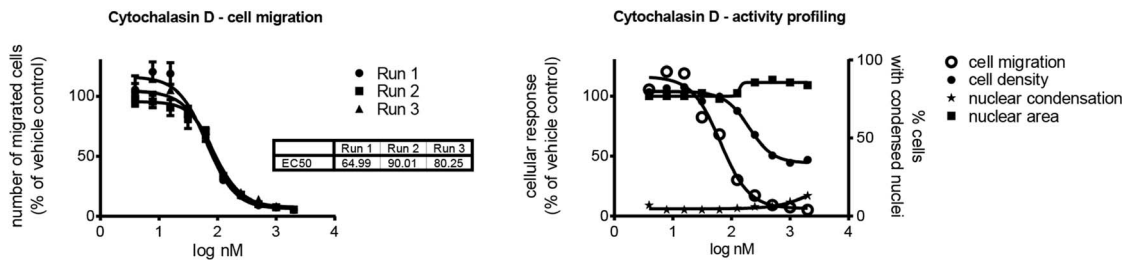 Cytochalasin D - cell migration
number of migrated cells
(% of vehicle control)
100
50
0
0
1
2
3
4
log nM
Run 1
Run 2
Run 3
Run 1 Run 2 Run 3
EC50 64.99 90.01 80.25
Cytochalasin D - activity profiling
cellular response
(% of vehicle control)
100
50
0
0
1
2
3
4
log nM
100
50
0
% cells
with condensed nuclei
cell migration
cell density
nuclear condensation
nuclear area